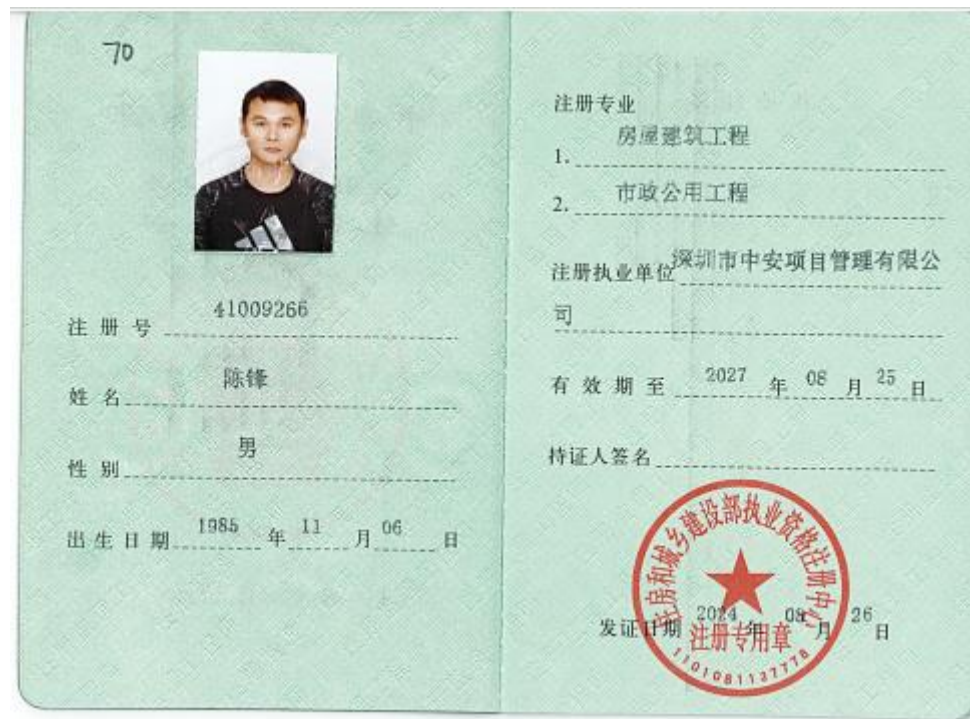 70
注 册 号 41009266
姓 名 陈锋
性 别 男
出 生 日 期 1985 年 11 月 06 日
注册专业
1. 房屋建筑工程
2. 市政公用工程
注册执业单位 深圳市中安项目管理有限公
司
有 效 期 至 2027 年 08 月 25 日
持证人签名
住房和城乡建设部执业资格注册中心
发证日期 2024 年 08 月 26 日
注册专用章